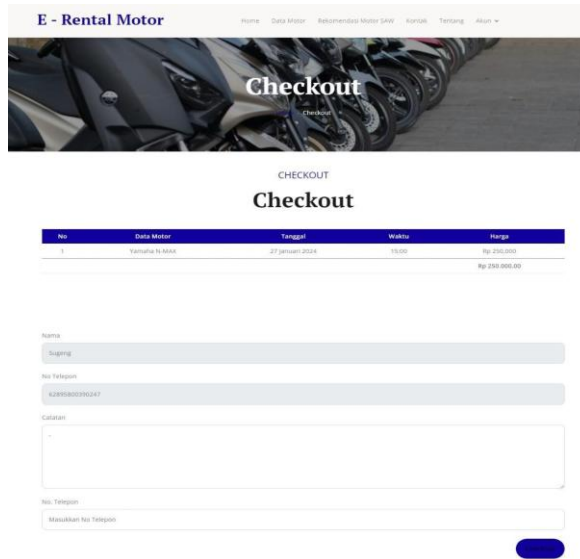 E - Rental Motor
Home Data Motor Rekomendasi Motor SAW Kontak Tentang Akun
Checkout
Checkout
CHECKOUT
Checkout
No Data Motor Tanggal Waktu Harga
1 Yamaha N-MAX 27 Januari 2024 15:00 Rp 250.000
Rp 250.000,00
Nama
Sugeng
No Telepon
62895800390247
Catatan
-
No. Telepon
Masukkan No Telepon